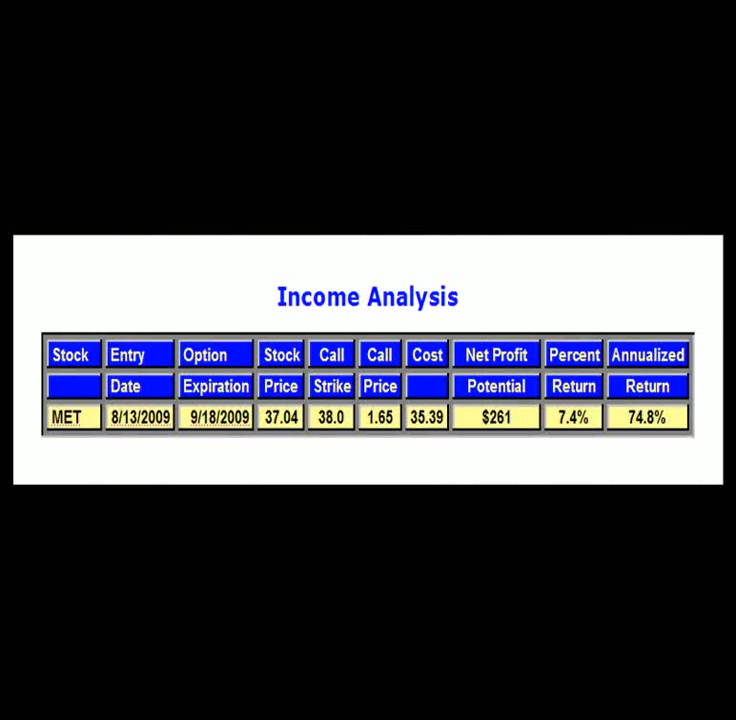 Income Analysis
Stock Entry Option Stock Call Call Cost Net Profit Percent Annualized
Date Expiration Price Strike Price Potential Return Return
MET 8/13/2009 9/18/2009 37.04 38.0 1.65 35.39 $261 7.4% 74.8%